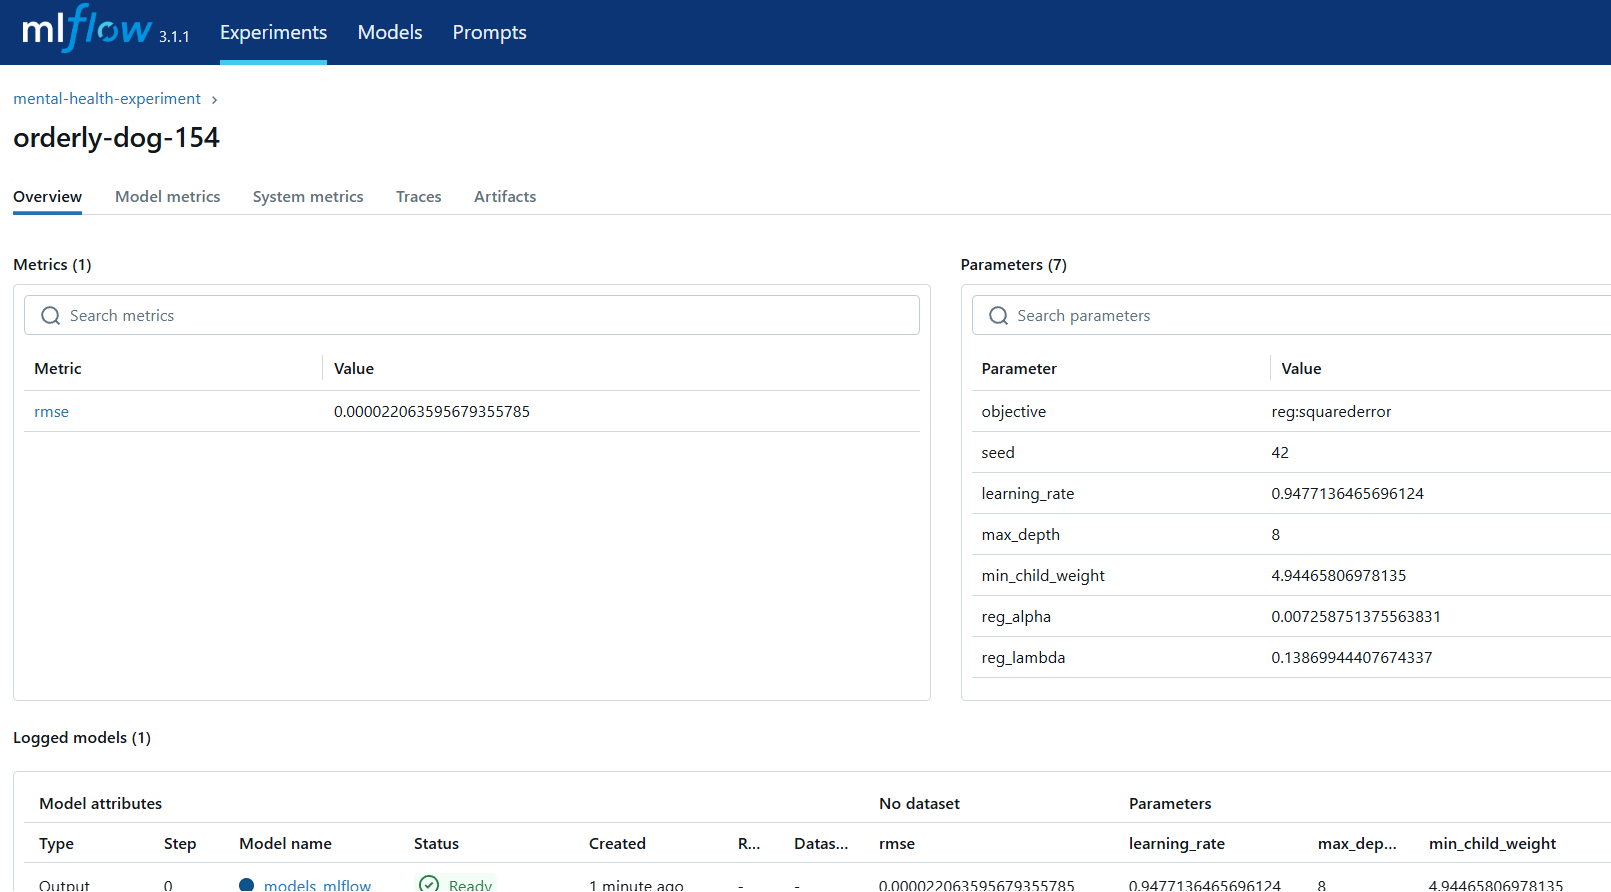 mlflow 3.1.1 Experiments Models Prompts
mental-health-experiment ›
orderly-dog-154
Overview Model metrics System metrics Traces Artifacts
Metrics (1)
Search metrics
Metric Value
rmse 0.000022063595679355785
Parameters (7)
Search parameters
Parameter Value
objective reg:squarederror
seed 42
learning_rate 0.9477136465696124
max_depth 8
min_child_weight 4.94465806978135
reg_alpha 0.007258751375563831
reg_lambda 0.13869944407674337
Logged models (1)
Model attributes No dataset Parameters
Type Step Model name Status Created R... Datas... rmse learning_rate max_dep... min_child_weight
Output 0 models_mlflow Ready 1 minute ago - - 0.000022063595679355785 0.9477136465696124 8 4.94465806978135